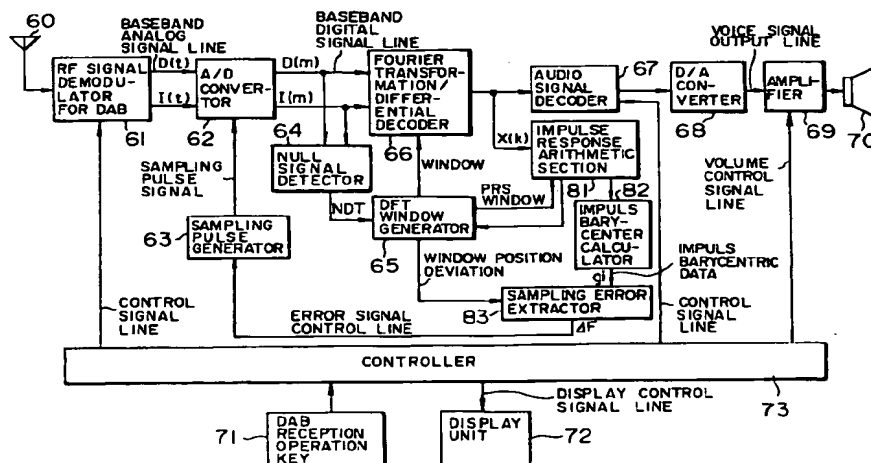 60
BASEBAND
ANALOG
SIGNAL LINE
D(t)
I(t)
RF SIGNAL
DEMODU-
LATOR
FOR DAB
61
A/D
CONVER-
TOR
62
BASEBAND
DIGITAL
SIGNAL LINE
D(m)
I(m)
64
NULL SIGNAL
DETECTOR
NDT
FOURIER
TRANSFOR-
MATION/
DIFFEREN-
TIAL
DECODER
66
WINDOW
AUDIO SIGNAL
DECODER
67
X(k)
IMPULSE
RESPONSE
ARITHMETIC
SECTION
81
82
D/A
CONVERTER
68
VOICE SIGNAL
OUTPUT LINE
AMPLI-
FIER
69
70
SAMPLING
PULSE
SIGNAL
SAMPLING
PULSE
GENERATOR
63
DFT
WINDOW
GENERATOR
65
PRS
WINDOW
WINDOW POSITION
DEVIATION
IMPULS
BARY-
CENTER
CALCU-
LATOR
gi
IMPULS
BARYCENTRIC
DATA
VOLUME
CONTROL
SIGNAL
LINE
SAMPLING ERROR
EXTRACTOR
83
ΔF
CONTROL
SIGNAL
LINE
ERROR SIGNAL
CONTROL LINE
CONTROL
SIGNAL
LINE
CONTROLLER
73
71
DAB
RECEPTION
OPERATION
KEY
DISPLAY CONTROL
SIGNAL LINE
DISPLAY
UNIT
72